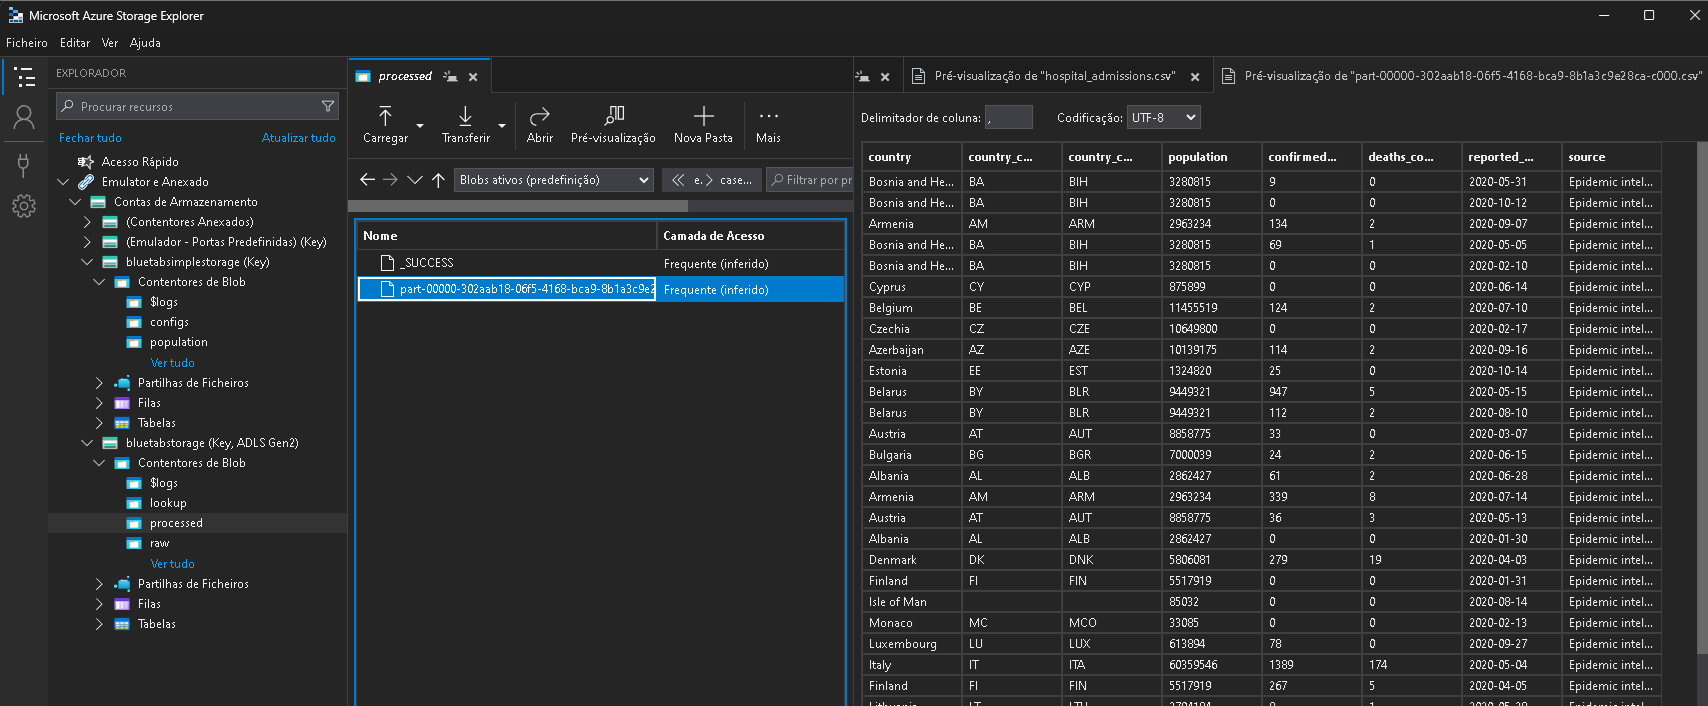 Microsoft Azure Storage Explorer
Ficheiro Editar Ver Ajuda
EXPLORADOR
Procurar recursos
Fechar tudo Atualizar tudo
Acesso Rápido
Emulator e Anexado
Contas de Armazenamento
(Contentores Anexados)
(Emulador - Portas Predefinidas) (Key)
bluetabsimplestorage (Key)
Contentores de Blob
$logs
configs
population
Ver tudo
Partilhas de Ficheiros
Filas
Tabelas
bluetabstorage (Key, ADLS Gen2)
Contentores de Blob
$logs
lookup
processed
raw
Ver tudo
Partilhas de Ficheiros
Filas
Tabelas
processed
Carregar Transferir Abrir Pré-visualização Nova Pasta Mais
Blobs ativos (predefinição) e. case... Filtrar por pr
Nome Camada de Acesso
_SUCCESS Frequente (inferido)
part-00000-302aab18-06f5-4168-bca9-8b1a3c9e2 Frequente (inferido)
Pré-visualização de "hospital_admissions.csv" Pré-visualização de "part-00000-302aab18-06f5-4168-bca9-8b1a3c9e28ca-c000.csv"
Delimitador de coluna: , Codificação: UTF-8
country country_c... country_c... population confirmed... deaths_co... reported_... source
Bosnia and He... BA BIH 3280815 9 0 2020-05-31 Epidemic intel...
Bosnia and He... BA BIH 3280815 0 0 2020-10-12 Epidemic intel...
Armenia AM ARM 2963234 134 2 2020-09-07 Epidemic intel...
Bosnia and He... BA BIH 3280815 69 1 2020-05-05 Epidemic intel...
Bosnia and He... BA BIH 3280815 0 0 2020-02-10 Epidemic intel...
Cyprus CY CYP 875899 0 0 2020-06-14 Epidemic intel...
Belgium BE BEL 11455519 124 2 2020-07-10 Epidemic intel...
Czechia CZ CZE 10649800 0 0 2020-02-17 Epidemic intel...
Azerbaijan AZ AZE 10139175 114 2 2020-09-16 Epidemic intel...
Estonia EE EST 1324820 25 0 2020-10-14 Epidemic intel...
Belarus BY BLR 9449321 947 5 2020-05-15 Epidemic intel...
Belarus BY BLR 9449321 112 2 2020-08-10 Epidemic intel...
Austria AT AUT 8858775 33 0 2020-03-07 Epidemic intel...
Bulgaria BG BGR 7000039 24 2 2020-06-15 Epidemic intel...
Albania AL ALB 2862427 61 2 2020-06-28 Epidemic intel...
Armenia AM ARM 2963234 339 8 2020-07-14 Epidemic intel...
Austria AT AUT 8858775 36 3 2020-05-13 Epidemic intel...
Albania AL ALB 2862427 0 0 2020-01-30 Epidemic intel...
Denmark DK DNK 5806081 279 19 2020-04-03 Epidemic intel...
Finland FI FIN 5517919 0 0 2020-01-31 Epidemic intel...
Isle of Man 85032 0 0 2020-08-14 Epidemic intel...
Monaco MC MCO 33085 0 0 2020-02-13 Epidemic intel...
Luxembourg LU LUX 613894 78 0 2020-09-27 Epidemic intel...
Italy IT ITA 60359546 1389 174 2020-05-04 Epidemic intel...
Finland FI FIN 5517919 267 5 2020-04-05 Epidemic intel...